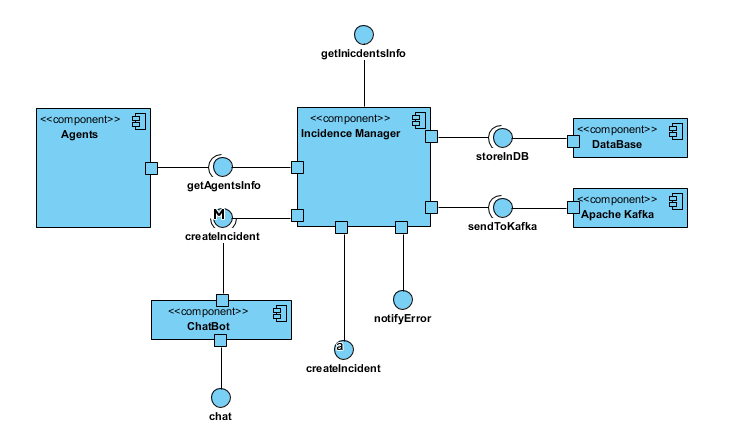 getInicdentsInfo
<<component>>
Agents
<<component>>
Incidence Manager
<<component>>
DataBase
storeInDB
getAgentsInfo
<<component>>
Apache Kafka
M
createIncident
sendToKafka
<<component>>
ChatBot
notifyError
a
createIncident
chat